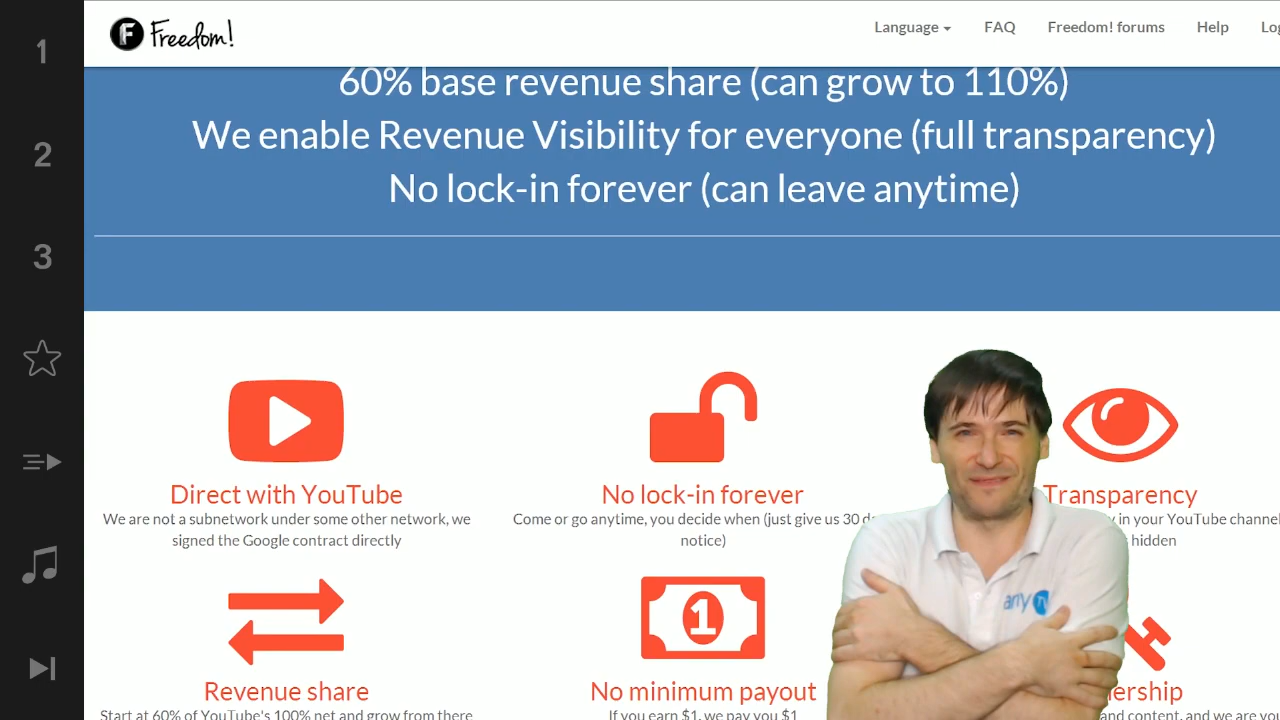 1
2
3
F Freedom!
Language
FAQ
Freedom! forums
Help
60% base revenue share (can grow to 110%)
We enable Revenue Visibility for everyone (full transparency)
No lock-in forever (can leave anytime)
Direct with YouTube
We are not a subnetwork under some other network, we
signed the Google contract directly
No lock-in forever
Come or go anytime, you decide when (just give us 30
notice)
Transparency
in your YouTube channel
hidden
any TV
1
Revenue share
Start at 60% of YouTube's 100% net and grow from there
No minimum payout
If you earn $1, we pay you $1
and content, and we are